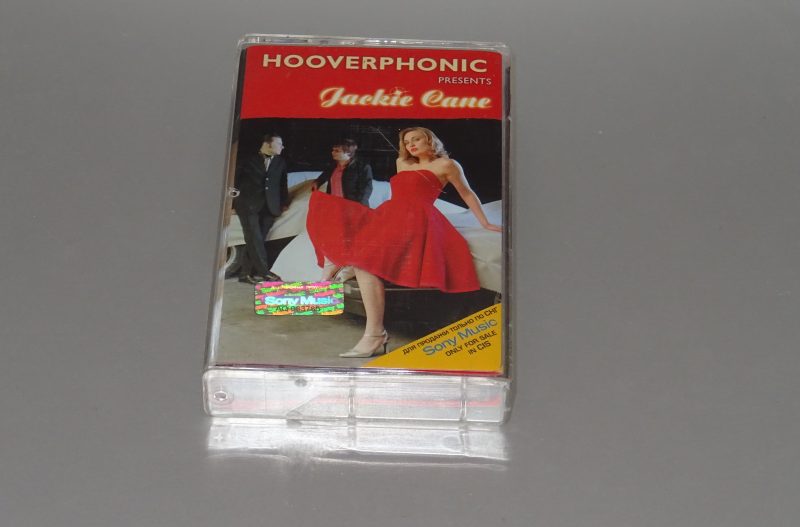 HOOVERPHONIC
PRESENTS
Jackie Cane
Sony Music
ДЛЯ ПРОДАЖИ ТОЛЬКО ПО СНГ
Sony Music
ONLY FOR SALE
IN CIS